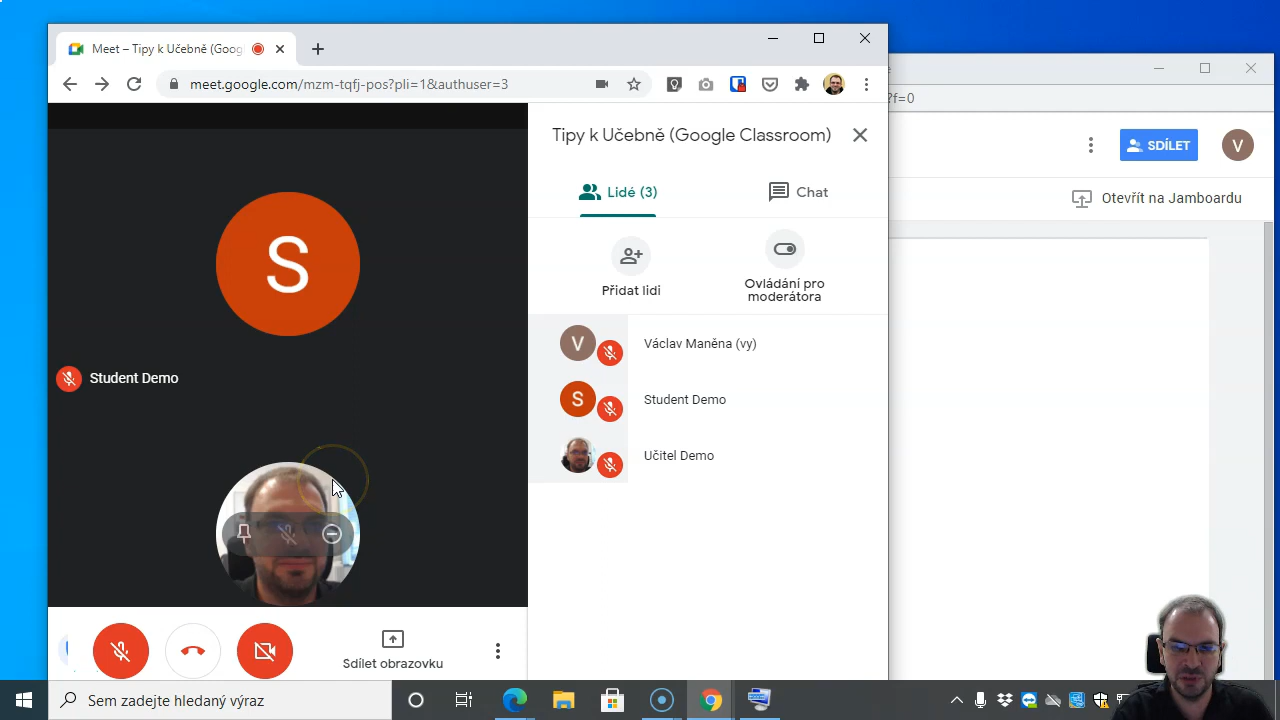 Meet – Tipy k Učebně (Goog
meet.google.com/mzm-tqfj-pos?pli=1&authuser=3
?f=0
SDÍLET
V
Otevřít na Jamboardu
Tipy k Učebně (Google Classroom)
Lidé (3)
Chat
Přidat lidi
Ovládání pro
moderátora
V
Václav Maněna (vy)
S
Student Demo
Učitel Demo
S
Student Demo
Sdílet obrazovku
Sem zadejte hledaný výraz